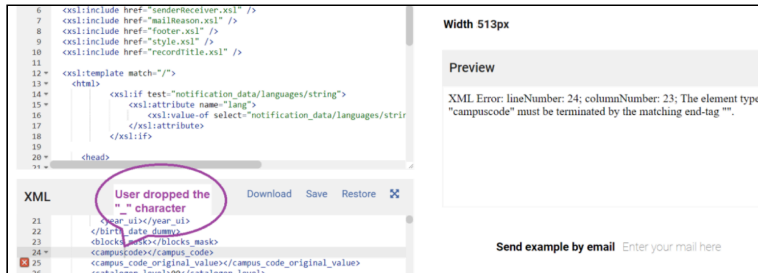 6 <xsl:include href="senderReceiver.xsl" />
7 <xsl:include href="mailReason.xsl" />
8 <xsl:include href="footer.xsl" />
9 <xsl:include href="style.xsl" />
10 <xsl:include href="recordTitle.xsl" />
11
12 <xsl:template match="/">
13 <html>
14 <xsl:if test="notification_data/languages/string">
15 <xsl:attribute name="lang">
16 <xsl:value-of select="notification_data/languages/strin
17 </xsl:attribute>
18 </xsl:if>
19
20 <head>
21
XML
User dropped the
"_" character
Download Save Restore
21 <year_ui></year_ui>
22 </birth_date_dummy>
23 <blocks_mask></blocks_mask>
24 <campuscode></campus_code>
25 <campus_code_original_value></campus_code_original_value>
Width 513px
Preview
XML Error: lineNumber: 24; columnNumber: 23; The element type
"campuscode" must be terminated by the matching end-tag "".
Send example by email Enter your mail here